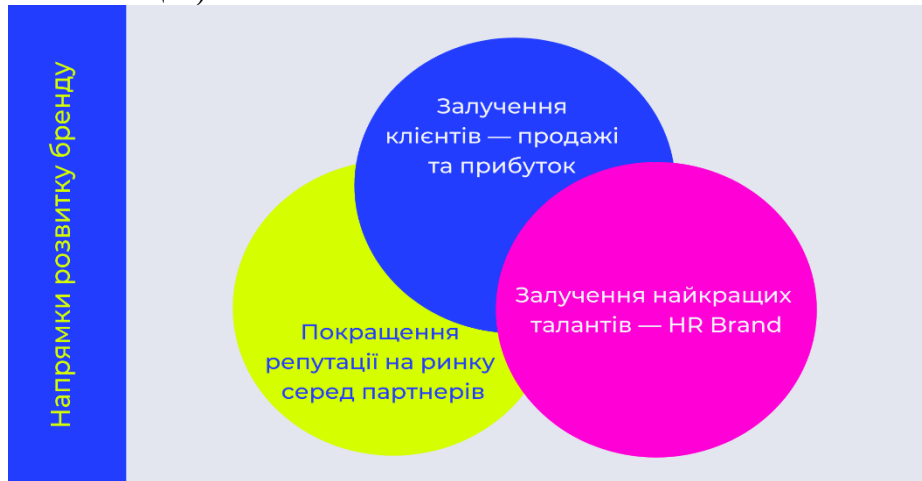 Напрямки розвитку бренду
Залучення
клієнтів — продажі
та прибуток
Залучення найкращих
талантів — HR Brand
Покращення
репутації на ринку
серед партнерів